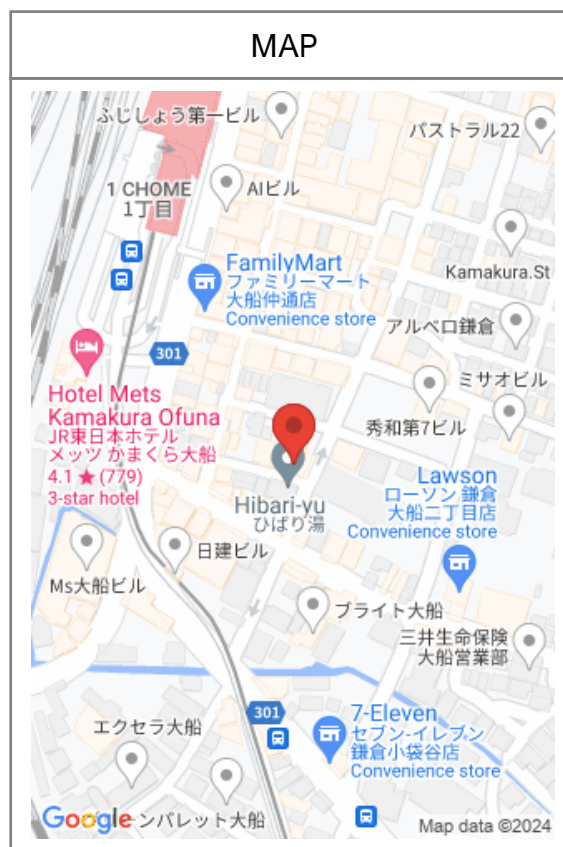 MAP
ふじしょう第一ビル
パストラル22
1 CHOME
1丁目
AIビル
Kamakura.St
FamilyMart
ファミリーマート
大船仲通店
Convenience store
アルベロ鎌倉
301
ミサオビル
Hotel Mets
Kamakura Ofuna
JR東日本ホテル
メッツ かまくら大船
4.1 ★ (779)
3-star hotel
秀和第7ビル
Lawson
ローソン 鎌倉
大船二丁目店
Convenience store
Hibari-yu
ひばり湯
日建ビル
Ms大船ビル
ブライト大船
三井生命保険
大船営業部
301
7-Eleven
セブン-イレブン
鎌倉小袋谷店
Convenience store
エクセラ大船
Google
ンパレット大船
Map data ©2024